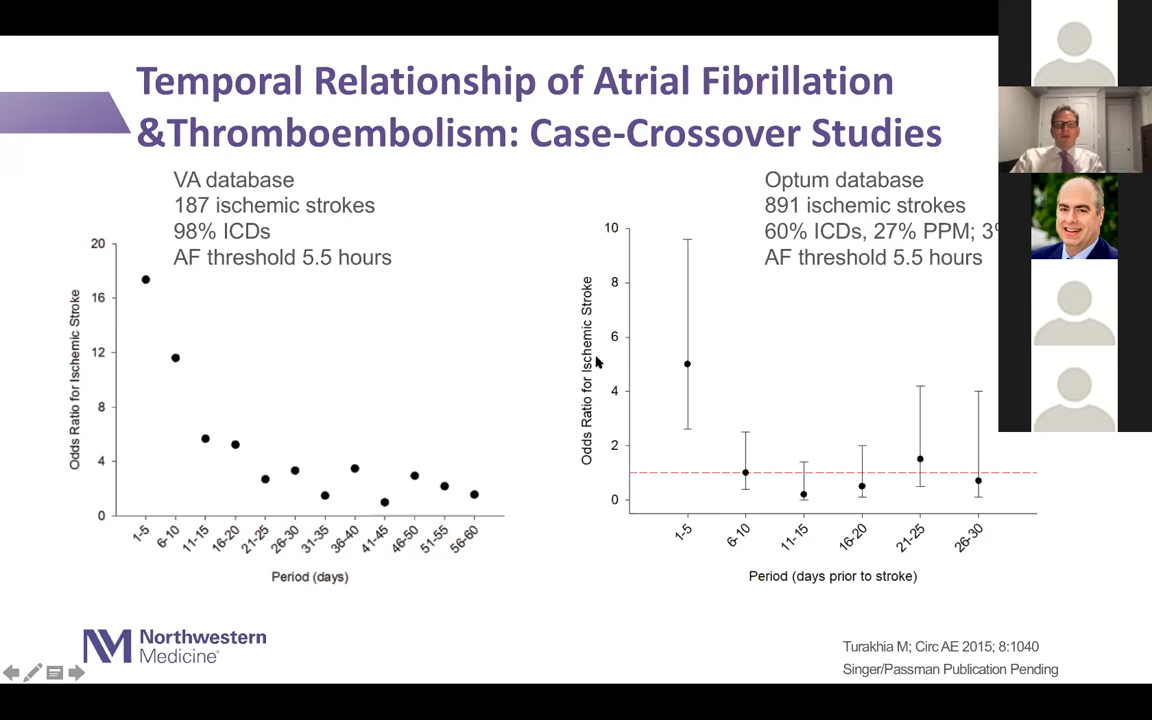 Temporal Relationship of Atrial Fibrillation
&Thromboembolism: Case-Crossover Studies
VA database
187 ischemic strokes
98% ICDs
AF threshold 5.5 hours
20
16
12
8
4
0
Odds Ratio for Ischemic Stroke
1-5
6-10
11-15
16-20
21-25
26-30
31-35
36-40
41-45
46-50
51-55
56-60
Period (days)
Optum database
891 ischemic strokes
60% ICDs, 27% PPM;
AF threshold 5.5 hours
10
8
6
4
2
0
Odds Ratio for Ischemic Stroke
1-5
6-10
11-15
16-20
21-25
26-30
Period (days prior to stroke)
NM Northwestern
Medicine®
Turakhia M; Circ AE 2015; 8:1040
Singer/Passman Publication Pending